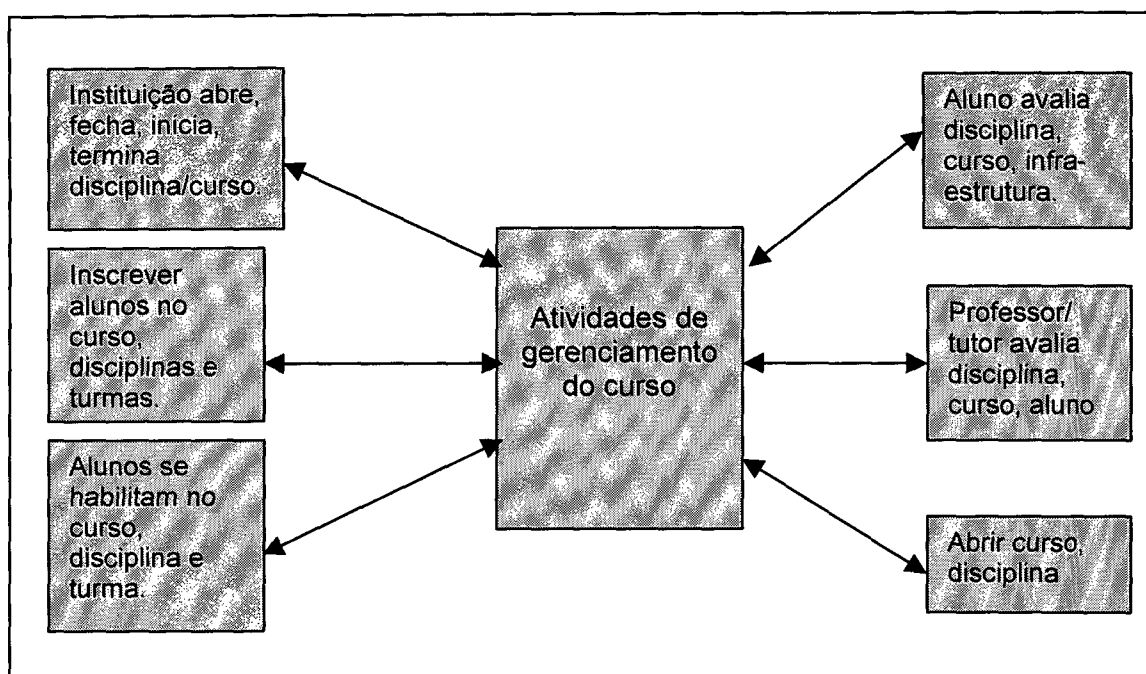 Instituição abre,
fecha, inicia,
termina
disciplina/curso.
Inscrever
alunos no
curso,
disciplinas e
turmas.
Alunos se
habilitam no
curso,
disciplina e
turma.
Atividades de
gerenciamento
do curso
Aluno avalia
disciplina,
curso, infra-
estrutura.
Professor/
tutor avalia
disciplina,
curso, aluno
Abrir curso,
disciplina